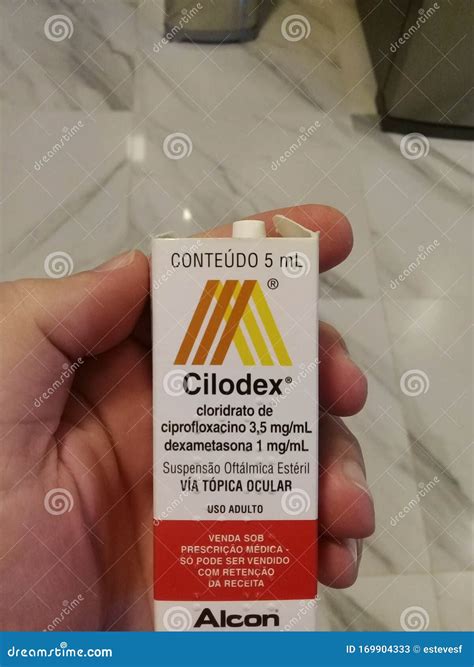 CONTEÚDO 5 mL
®
Cilodex®
cloridrato de
ciprofloxacino 3,5 mg/mL
dexametasona 1 mg/mL
Suspensão Oftálmica Estéril
VÍA TÓPICA OCULAR
USO ADULTO
VENDA SOB
PRESCRIÇÃO MÉDICA -
SÓ PODE SER VENDIDO
COM RETENÇÃO
DA RECEITA
Alcon
dreamstime.com
ID 169904333 © estevesf